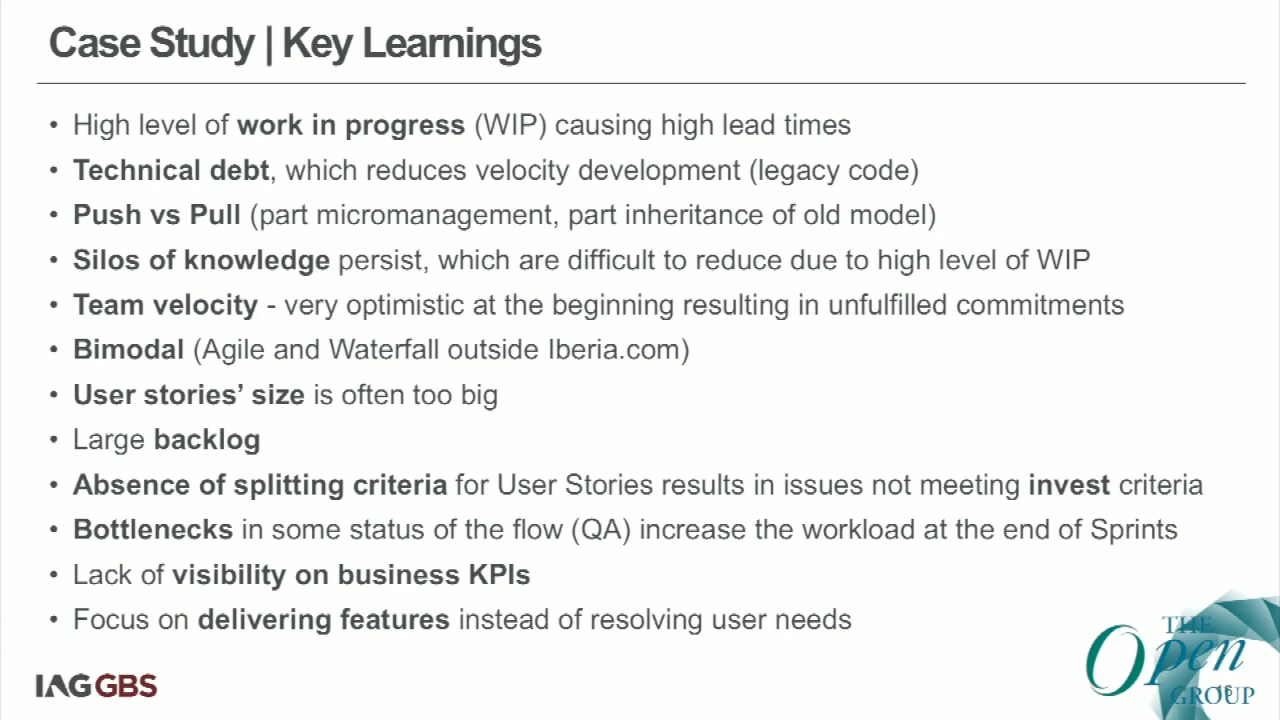 Case Study | Key Learnings
• High level of work in progress (WIP) causing high lead times
• Technical debt, which reduces velocity development (legacy code)
• Push vs Pull (part micromanagement, part inheritance of old model)
• Silos of knowledge persist, which are difficult to reduce due to high level of WIP
• Team velocity - very optimistic at the beginning resulting in unfulfilled commitments
• Bimodal (Agile and Waterfall outside Iberia.com)
• User stories’ size is often too big
• Large backlog
• Absence of splitting criteria for User Stories results in issues not meeting invest criteria
• Bottlenecks in some status of the flow (QA) increase the workload at the end of Sprints
• Lack of visibility on business KPIs
• Focus on delivering features instead of resolving user needs
IAG GBS
THE
Open
GROUP
16